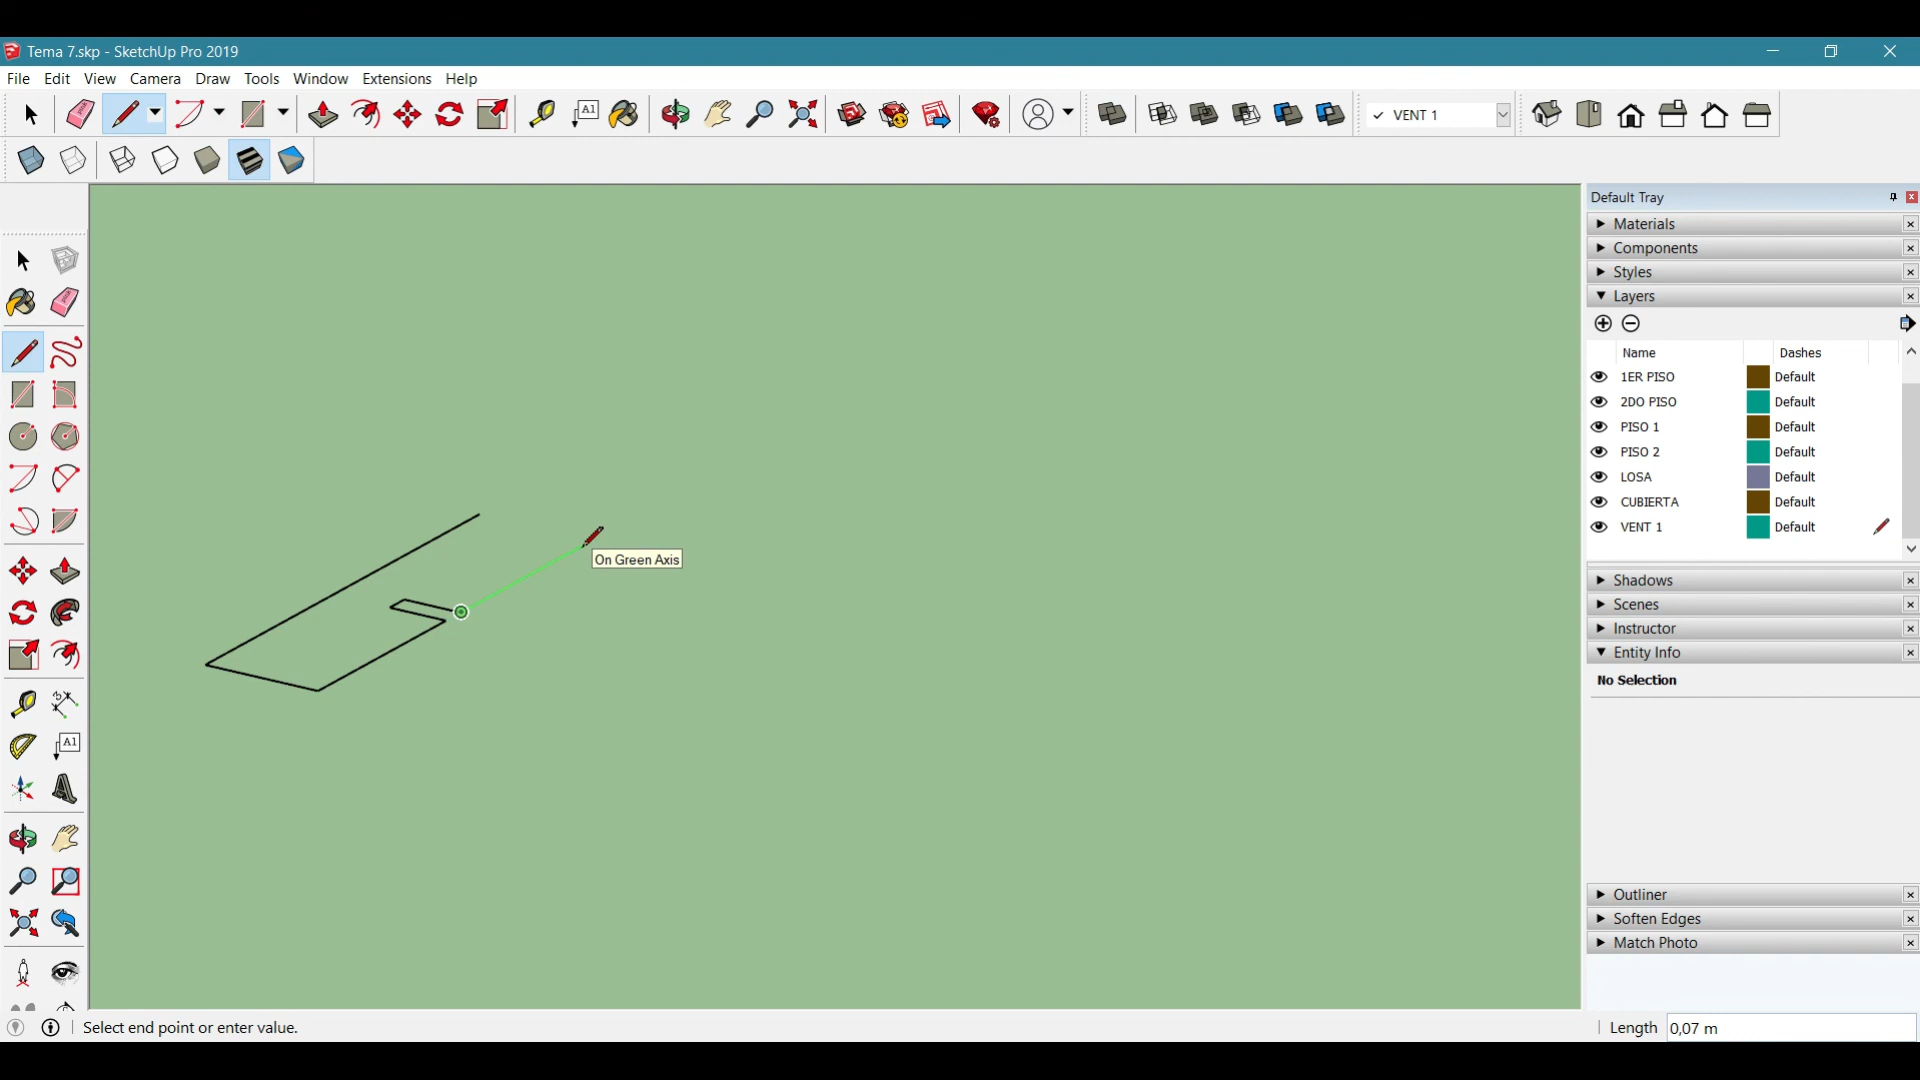 Tema 7.skp - SketchUp Pro 2019
File Edit View Camera Draw Tools Window Extensions Help
A1
VENT 1
Default Tray
Materials
Components
Styles
Layers
Name Dashes
1ER PISO Default
2DO PISO Default
PISO 1 Default
PISO 2 Default
LOSA Default
CUBIERTA Default
VENT 1 Default
On Green Axis
Shadows
Scenes
Instructor
Entity Info
No Selection
A1
Outliner
Soften Edges
Match Photo
Select end point or enter value.
Length 0,07 m